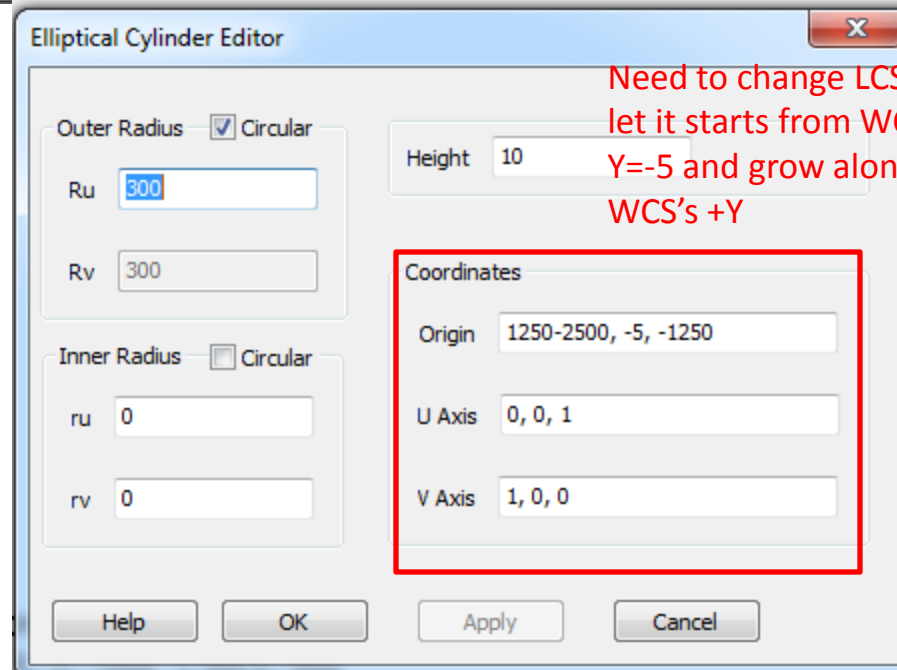 Elliptical Cylinder Editor
Need to change
let it starts from
Y=-5 and grow
WCS's +Y
Outer Radius Circular
Ru 300
Rv 300
Height 10
Inner Radius Circular
ru 0
rv 0
Coordinates
Origin 1250-2500, -5, -1250
U Axis 0, 0, 1
V Axis 1, 0, 0
Help OK Apply Cancel